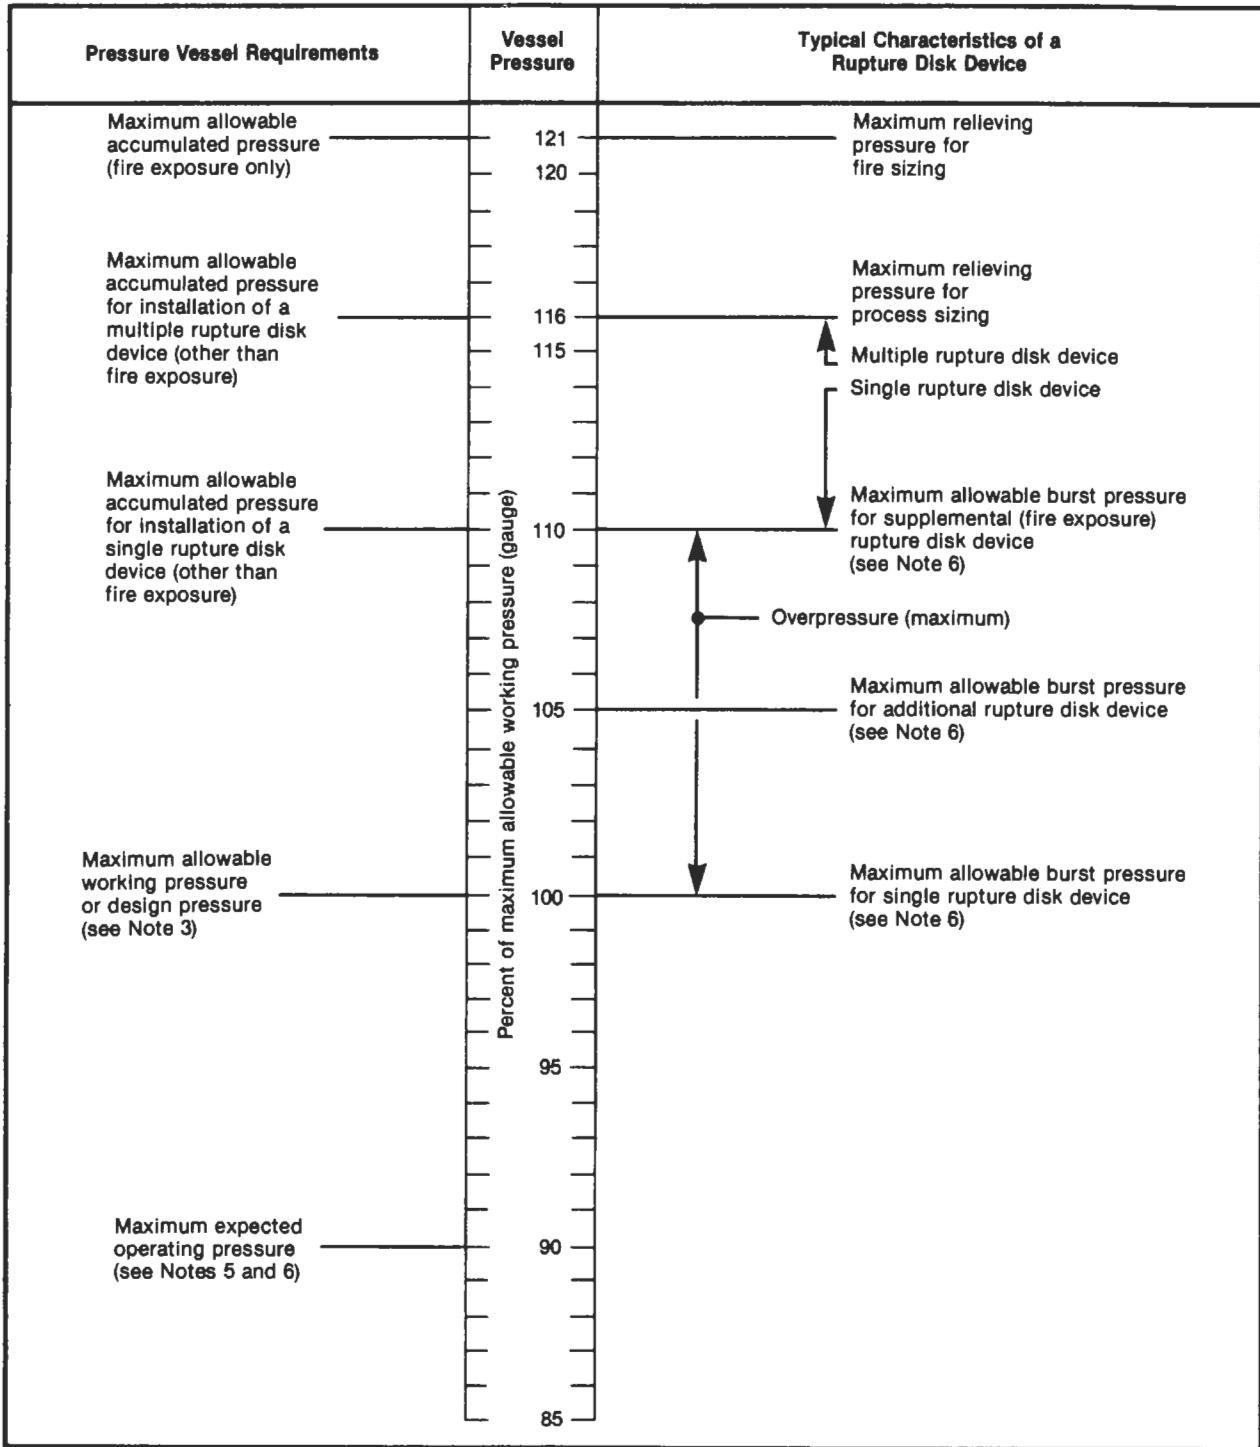 Pressure Vessel Requirements
Vessel
Pressure
Typical Characteristics of a
Rupture Disk Device
Maximum allowable
accumulated pressure
(fire exposure only)
Maximum allowable
accumulated pressure
for installation of a
multiple rupture disk
device (other than
fire exposure)
Maximum allowable
accumulated pressure
for installation of a
single rupture disk
device (other than
fire exposure)
Maximum allowable
working pressure
or design pressure
(see Note 3)
Maximum expected
operating pressure
(see Notes 5 and 6)
Percent of maximum allowable working pressure (gauge)
121
120
116
115
110
105
100
95
90
85
Maximum relieving
pressure for
fire sizing
Maximum relieving
pressure for
process sizing
Multiple rupture disk device
Single rupture disk device
Maximum allowable burst pressure
for supplemental (fire exposure)
rupture disk device
(see Note 6)
Overpressure (maximum)
Maximum allowable burst pressure
for additional rupture disk device
(see Note 6)
Maximum allowable burst pressure
for single rupture disk device
(see Note 6)